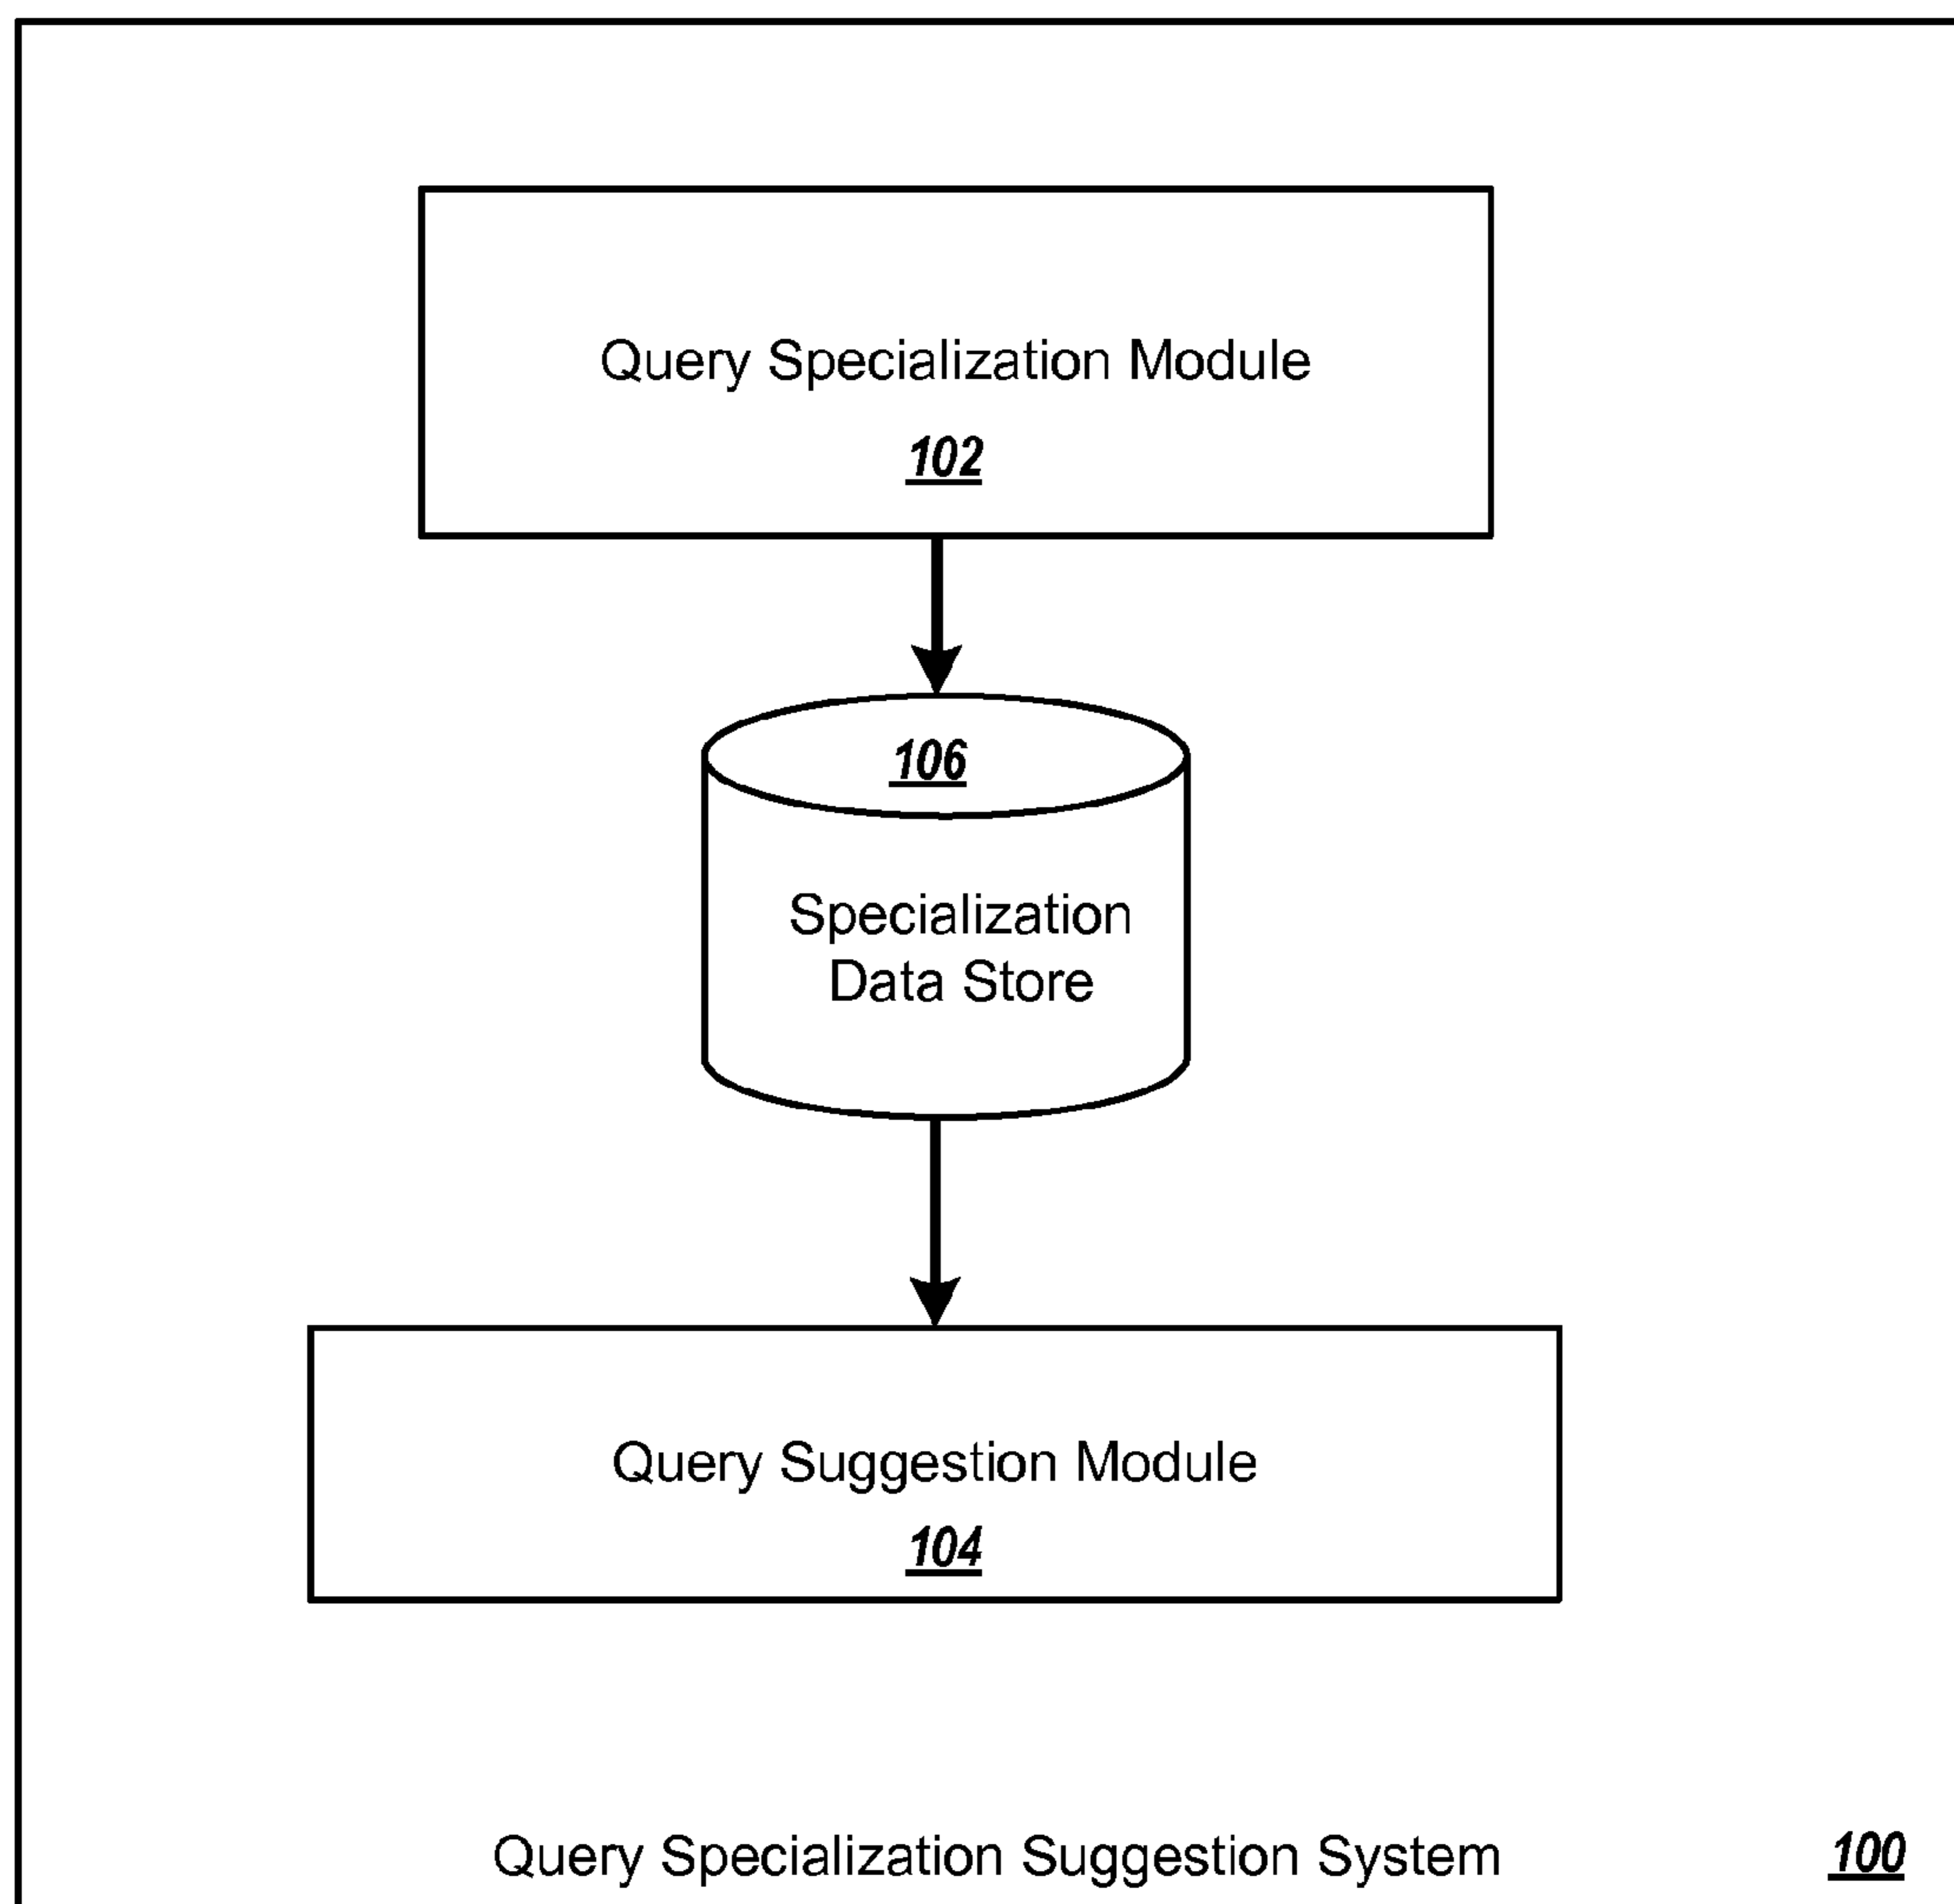 Query Specialization Module
102
106
Specialization
Data Store
Query Suggestion Module
104
Query Specialization Suggestion System 100